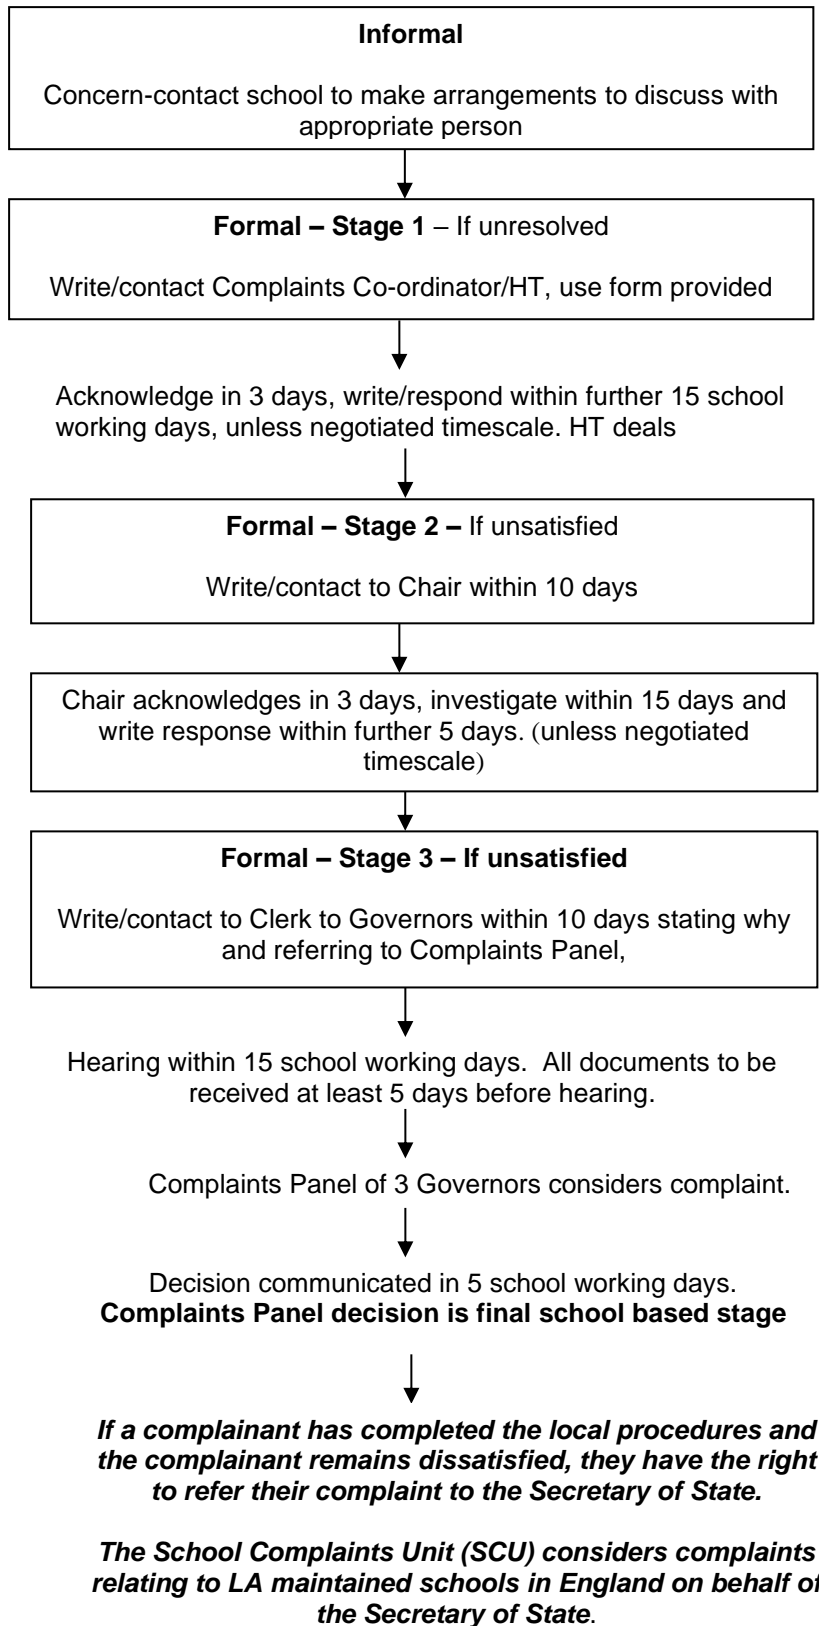 Informal
Concern-contact school to make arrangements to discuss with
appropriate person
Formal – Stage 1 – If unresolved
Write/contact Complaints Co-ordinator/HT, use form provided
Acknowledge in 3 days, write/respond within further 15 school
working days, unless negotiated timescale. HT deals
Formal – Stage 2 – If unsatisfied
Write/contact to Chair within 10 days
Chair acknowledges in 3 days, investigate within 15 days and
write response within further 5 days. (unless negotiated
timescale)
Formal – Stage 3 – If unsatisfied
Write/contact to Clerk to Governors within 10 days stating why
and referring to Complaints Panel,
Hearing within 15 school working days.  All documents to be
received at least 5 days before hearing.
Complaints Panel of 3 Governors considers complaint.
Decision communicated in 5 school working days.
Complaints Panel decision is final school based stage
If a complainant has completed the local procedures and
the complainant remains dissatisfied, they have the right
to refer their complaint to the Secretary of State.
The School Complaints Unit (SCU) considers complaints
relating to LA maintained schools in England on behalf of
the Secretary of State.